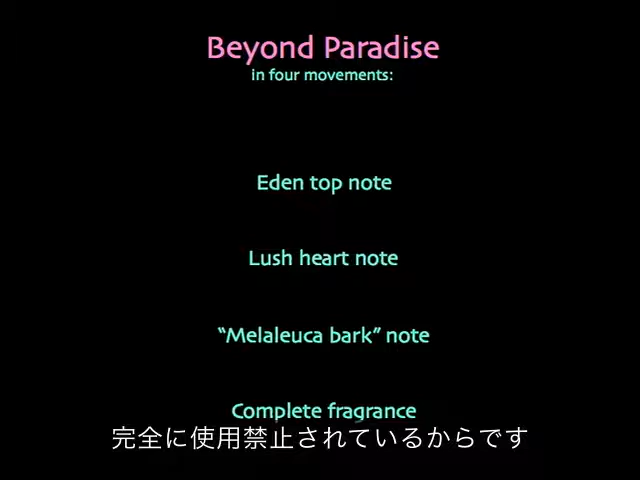 Beyond Paradise
in four movements:
Eden top note
Lush heart note
“Melaleuca bark” note
Complete fragrance
完全に使用禁止されているからです